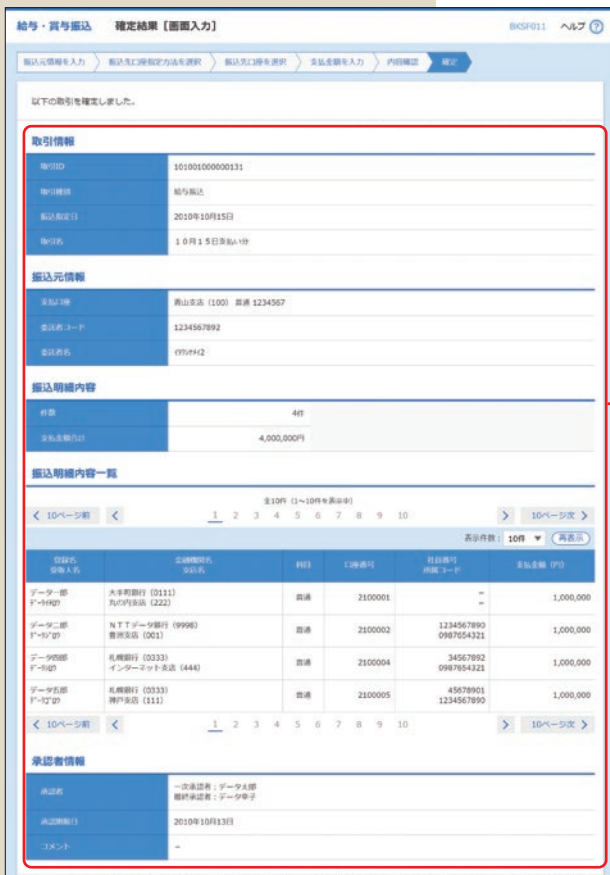 給与・賞与振込 確定結果［画面入力］ BKSF011 ヘルプ ?
振込元情報を入力 振込先口座指定方法を選択 振込先口座を選択 支払金額を入力 内容確認 確定
以下の取引を確定しました。
取引情報
取引ID 101001000000131
取引種別 給与振込
振込指定日 2010年10月15日
取引名 １０月１５日支払い分
振込元情報
支払口座 青山支店（100） 普通 1234567
委託者コード 1234567892
委託者名
振込明細内容
件数 4件
支払金額合計 4,000,000円
振込明細内容一覧
全10件（1～10件を表示中）
< 10ページ前 < 1 2 3 4 5 6 7 8 9 10 > 10ページ次 >
表示件数： 10件 ▼ 再表示
登録名 金融機関名 科目 口座番号 社員番号 支払金額（円）
受取人名 支店名 所属コード
データ一郎 大手町銀行（0111） 普通 2100001 － 1,000,000
丸の内支店（222） －
データ二郎 ＮＴＴデータ銀行（9998） 普通 2100002 1234567890 1,000,000
豊洲支店（001） 0987654321
データ四郎 札幌銀行（0333） 普通 2100004 34567892 1,000,000
インターネット支店（444） 0987654321
データ五郎 札幌銀行（0333） 普通 2100005 45678901 1,000,000
神戸支店（111） 1234567890
< 10ページ前 < 1 2 3 4 5 6 7 8 9 10 > 10ページ次 >
承認者情報
承認者 一次承認者：データ太郎
最終承認者：データ幸子
承認期限日 2010年10月13日
コメント －